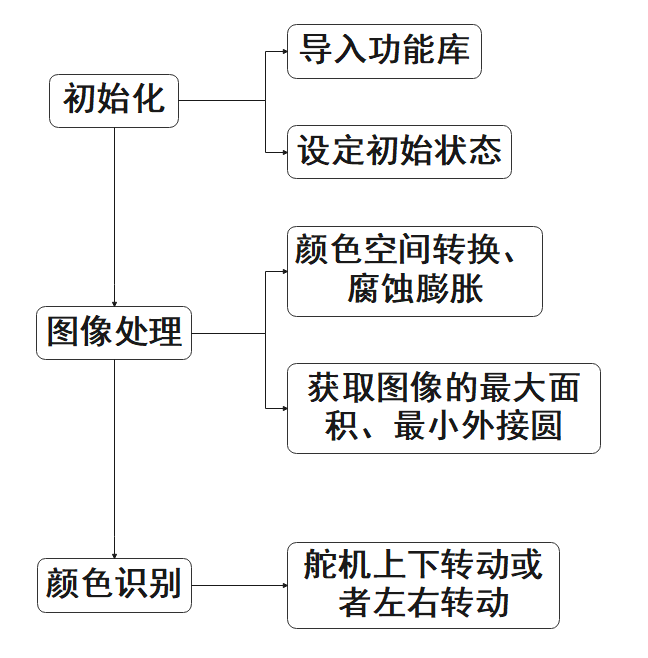 导入功能库
初始化
设定初始状态
颜色空间转换、
腐蚀膨胀
图像处理
获取图像的最大面
积、最小外接圆
颜色识别
舵机上下转动或
者左右转动